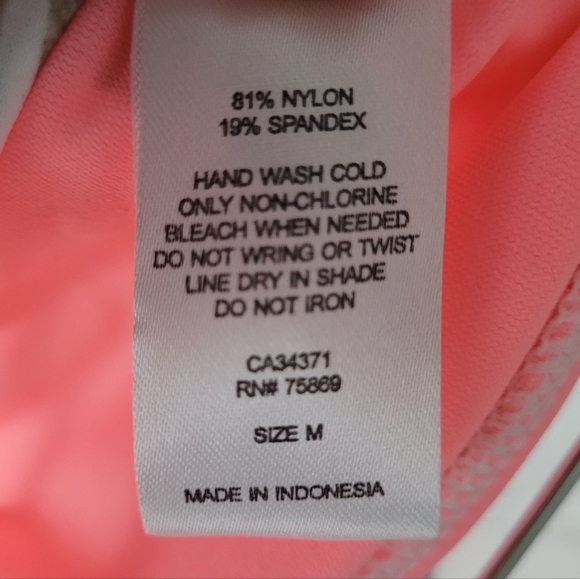 81% NYLON
19% SPANDEX
HAND WASH COLD
ONLY NON-CHLORINE
BLEACH WHEN NEEDED
DO NOT WRING OR TWIST
LINE DRY IN SHADE
DO NOT IRON
CA34371
RN# 75869
SIZE M
MADE IN INDONESIA